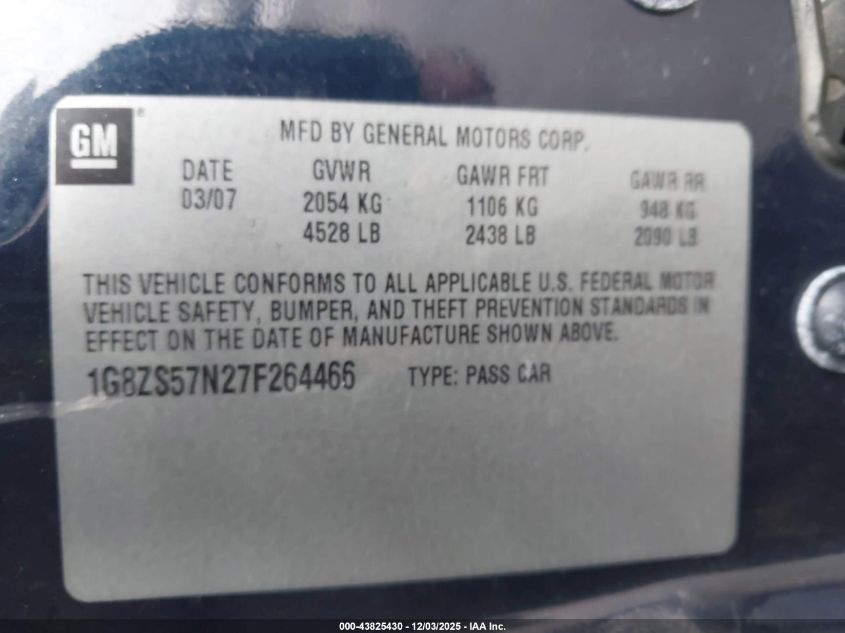 GM ®
MFD BY GENERAL MOTORS CORP.
DATE GVWR GAWR FRT GAWR RR
03/07 2054 KG 1106 KG 948 KG
4528 LB 2438 LB 2090 LB
THIS VEHICLE CONFORMS TO ALL APPLICABLE U.S. FEDERAL MOTOR
VEHICLE SAFETY, BUMPER, AND THEFT PREVENTION STANDARDS IN
EFFECT ON THE DATE OF MANUFACTURE SHOWN ABOVE.
1G8ZS57N27F264466 TYPE: PASS CAR
000-43825430 - 12/03/2025 - IAA Inc.